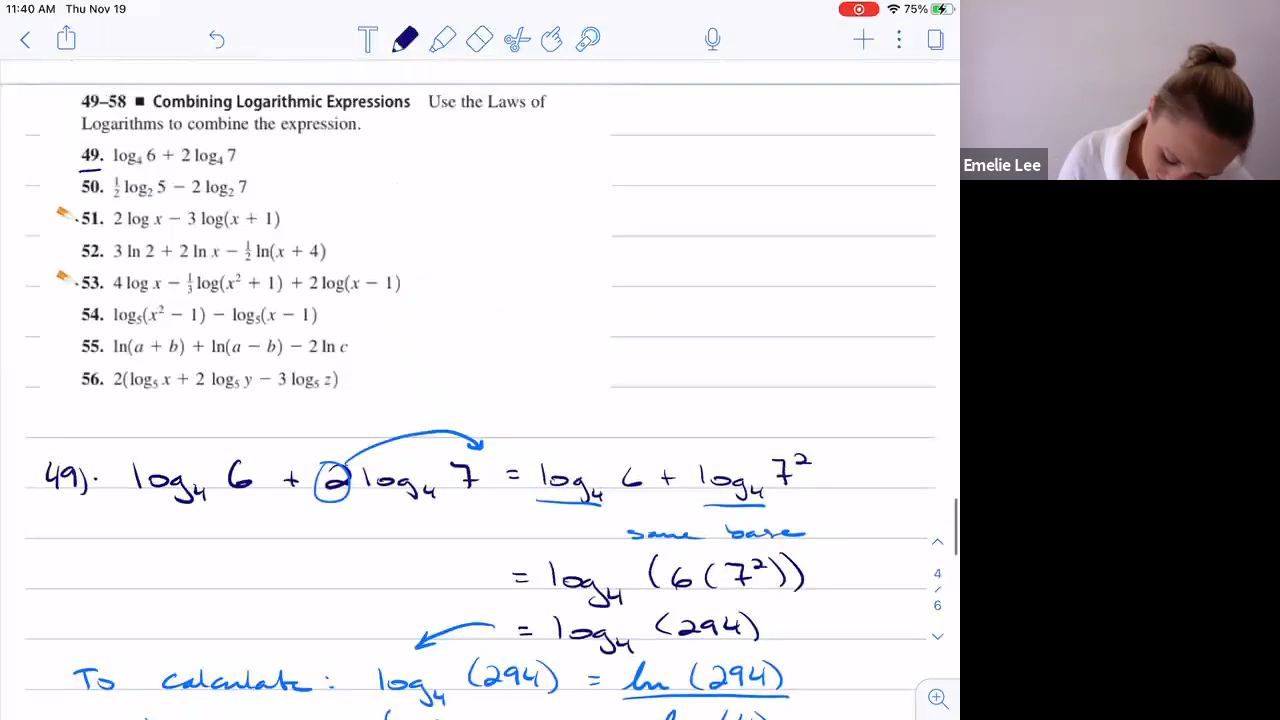 11:40 AM Thu Nov 19
75%
49–58 ■ Combining Logarithmic Expressions Use the Laws of
Logarithms to combine the expression.
49. log₄ 6 + 2 log₄ 7
50. ½ log₂ 5 − 2 log₂ 7
51. 2 log x − 3 log(x + 1)
52. 3 ln 2 + 2 ln x − ½ ln(x + 4)
53. 4 log x − ⅓ log(x² + 1) + 2 log(x − 1)
54. log₅(x² − 1) − log₅(x − 1)
55. ln(a + b) + ln(a − b) − 2 ln c
56. 2(log₅ x + 2 log₅ y − 3 log₅ z)
49). log₄ 6 + 2 log₄ 7 = log₄ 6 + log₄ 7²
same base
= log₄ (6(7²))
= log₄ (294)
To calculate: log₄ (294) = ln (294)
4
/
6
T
Emelie Lee